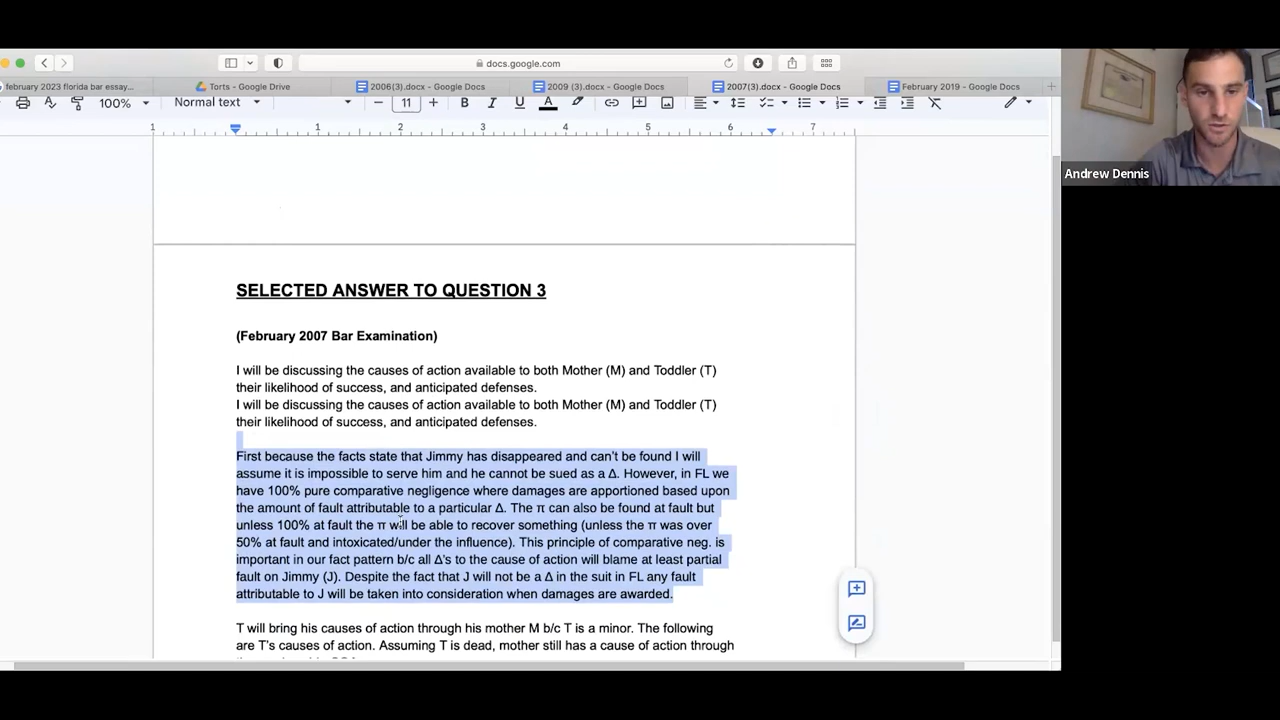 docs.google.com
february 2023 florida bar essay...
Torts - Google Drive
2006(3).docx - Google Docs
2009 (3).docx - Google Docs
2007(3).docx - Google Docs
February 2019 - Google Docs
100%
Normal text
11
B I U A
1 1 2 3 4 5 6 7
Andrew Dennis
SELECTED ANSWER TO QUESTION 3
(February 2007 Bar Examination)
I will be discussing the causes of action available to both Mother (M) and Toddler (T)
their likelihood of success, and anticipated defenses.
I will be discussing the causes of action available to both Mother (M) and Toddler (T)
their likelihood of success, and anticipated defenses.
First because the facts state that Jimmy has disappeared and can't be found I will
assume it is impossible to serve him and he cannot be sued as a Δ. However, in FL we
have 100% pure comparative negligence where damages are apportioned based upon
the amount of fault attributable to a particular Δ. The π can also be found at fault but
unless 100% at fault the π will be able to recover something (unless the π was over
50% at fault and intoxicated/under the influence). This principle of comparative neg. is
important in our fact pattern b/c all Δ's to the cause of action will blame at least partial
fault on Jimmy (J). Despite the fact that J will not be a Δ in the suit in FL any fault
attributable to J will be taken into consideration when damages are awarded.
T will bring his causes of action through his mother M b/c T is a minor. The following
are T's causes of action. Assuming T is dead, mother still has a cause of action through